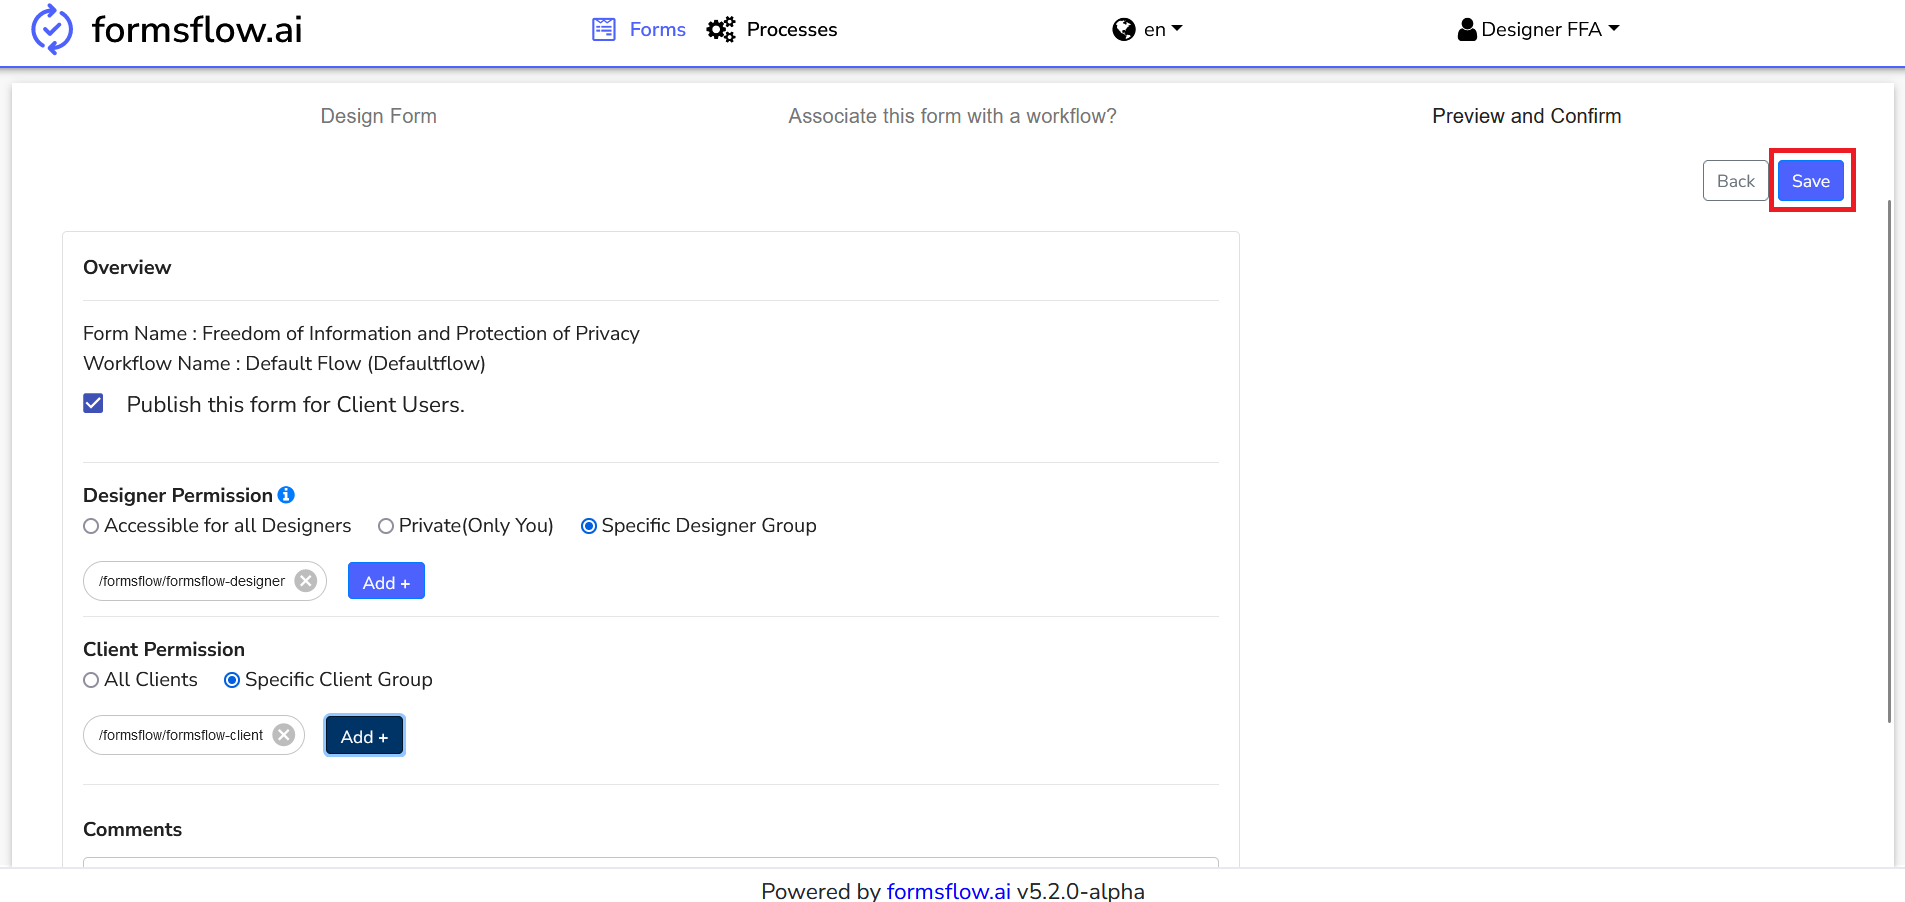 formsflow.ai
Forms
Processes
en
Designer FFA
Design Form
Associate this form with a workflow?
Preview and Confirm
Back
Save
Overview
Form Name : Freedom of Information and Protection of Privacy
Workflow Name : Default Flow (Defaultflow)
Publish this form for Client Users.
Designer Permission
Accessible for all Designers
Private(Only You)
Specific Designer Group
/formsflow/formsflow-designer
Add +
Client Permission
All Clients
Specific Client Group
/formsflow/formsflow-client
Add +
Comments
Powered by formsflow.ai v5.2.0-alpha